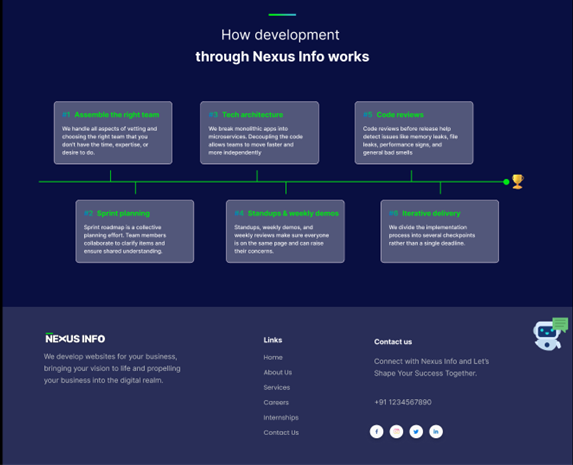 How development
through Nexus Info works
#1 Assemble the right team
We handle all aspects of vetting and
choosing the right team that you
don't have the time, expertise, or
desire to do.
#3 Tech architecture
We break monolithic apps into
microservices. Decoupling the code
allows teams to move faster and
more independently
#5 Code reviews
Code reviews before release help
detect issues like memory leaks, file
leaks, performance signs, and
general bad smells
#2 Sprint planning
Sprint roadmap is a collective
planning effort. Team members
collaborate to clarify items and
ensure shared understanding.
#4 Standups & weekly demos
Standups, weekly demos, and
weekly reviews make sure everyone
is on the same page and can raise
their concerns.
#6 Iterative delivery
We divide the implementation
process into several checkpoints
rather than a single deadline.
NEXUS INFO
We develop websites for your business,
bringing your vision to life and propelling
your business into the digital realm.
Links
Home
About Us
Services
Careers
Internships
Contact Us
Contact us
Connect with Nexus Info and Let's
Shape Your Success Together.
+91 1234567890